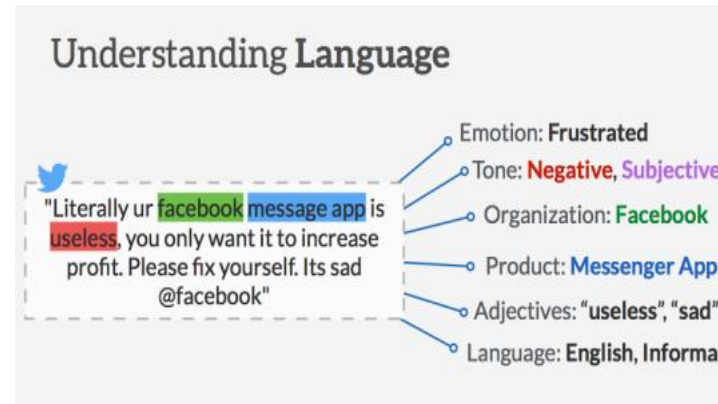 Understanding Language
"Literally ur facebook message app is
useless, you only want it to increase
profit. Please fix yourself. Its sad
@facebook"
Emotion: Frustrated
Tone: Negative, Subjective
Organization: Facebook
Product: Messenger App
Adjectives: “useless”, “sad”
Language: English, Informa